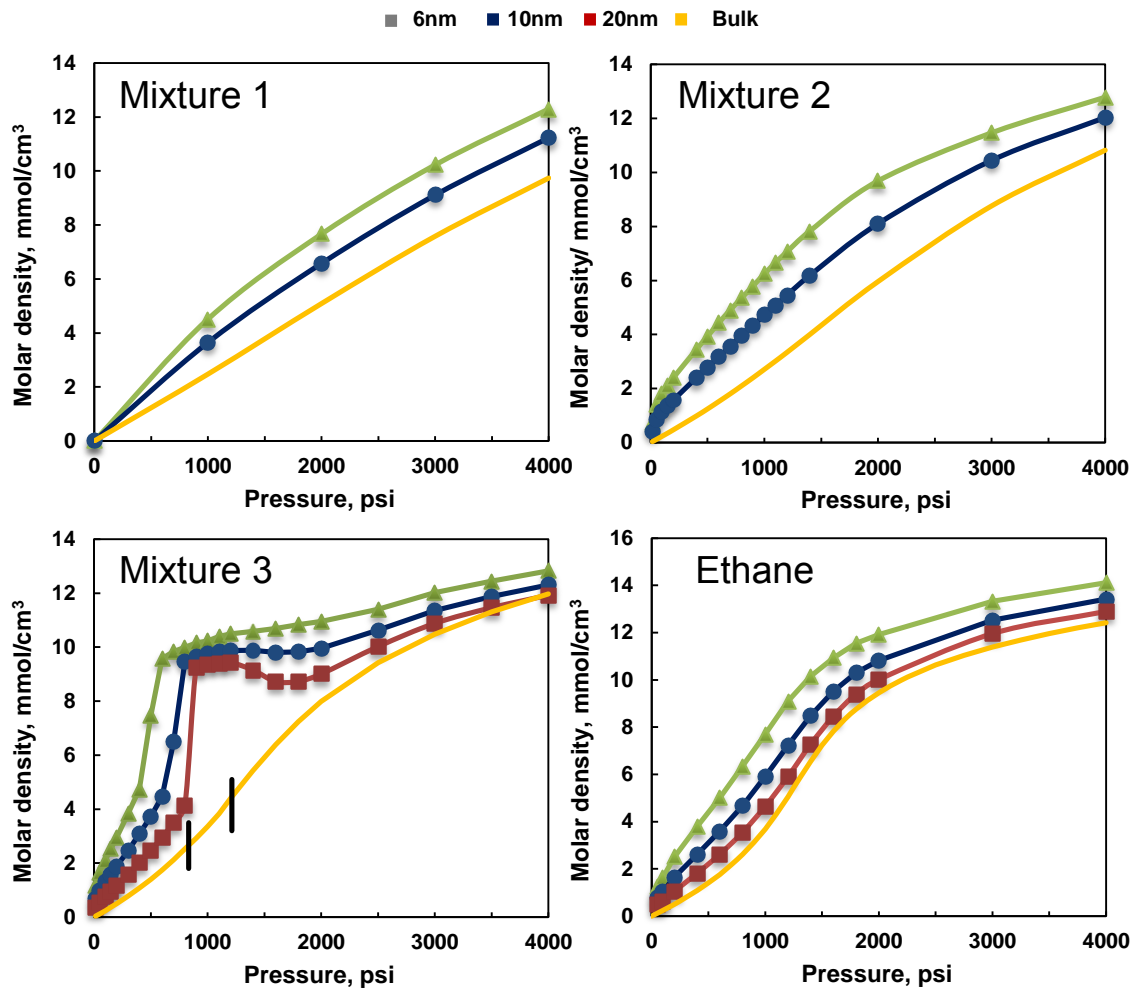 6nm 10nm 20nm Bulk
Mixture 1
Molar density, mmol/cm³
14
12
10
8
6
4
2
0
0 1000 2000 3000 4000
Pressure, psi
Mixture 2
Molar density/ mmol/cm³
14
12
10
8
6
4
2
0
0 1000 2000 3000 4000
Pressure, psi
Mixture 3
Molar density, mmol/cm³
14
12
10
8
6
4
2
0
0 1000 2000 3000 4000
Pressure, psi
Ethane
Molar density, mmol/cm³
16
14
12
10
8
6
4
2
0
0 1000 2000 3000 4000
Pressure, psi